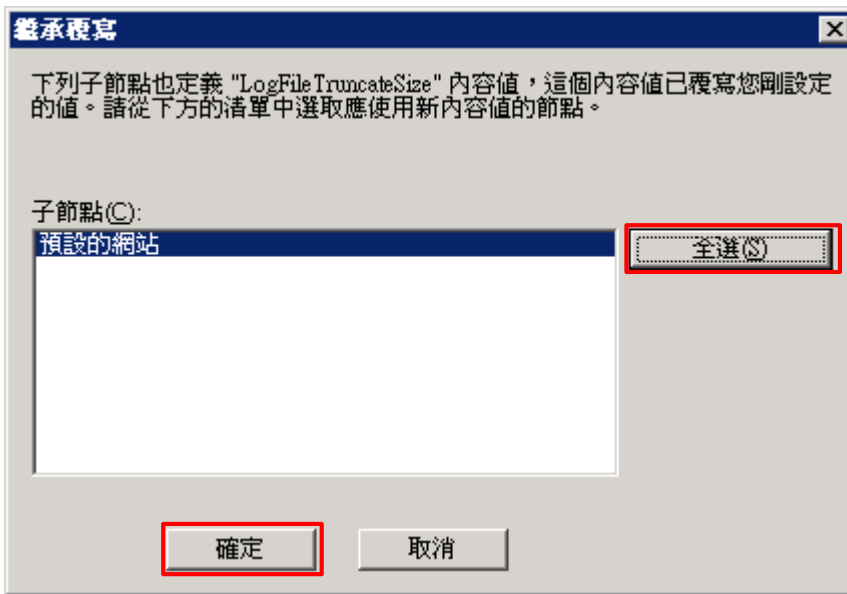 繼承覆寫
下列子節點也定義 "LogFileTruncateSize" 內容值，這個內容值已覆寫您剛設定
的值。請從下方的清單中選取應使用新內容值的節點。
子節點(C):
預設的網站
全選(S)
確定
取消